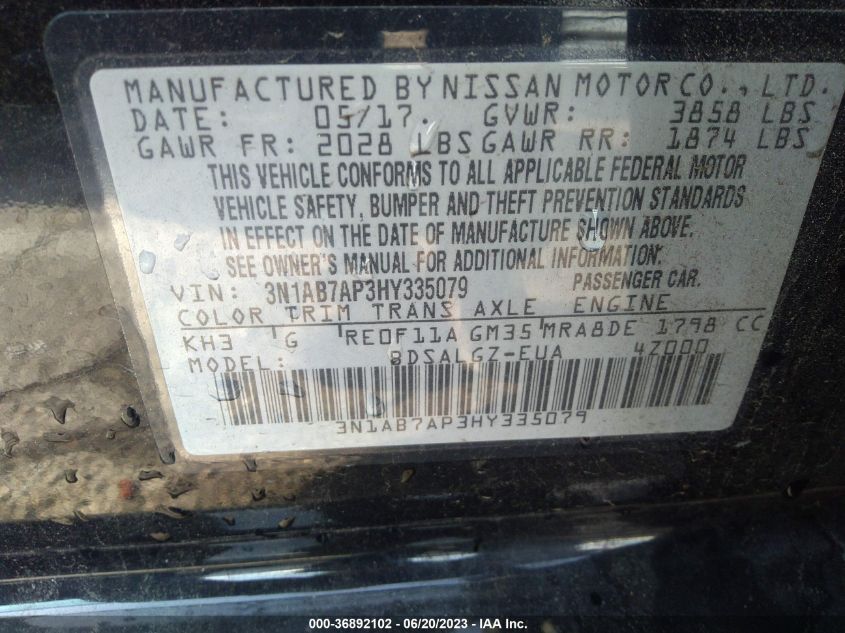 MANUFACTURED BY NISSAN MOTOR CO., LTD.
DATE: 05/17. GVWR: 3858 LBS
GAWR FR: 2028 LBS GAWR RR: 1874 LBS
THIS VEHICLE CONFORMS TO ALL APPLICABLE FEDERAL MOTOR
VEHICLE SAFETY, BUMPER AND THEFT PREVENTION STANDARDS
IN EFFECT ON THE DATE OF MANUFACTURE SHOWN ABOVE.
SEE OWNER'S MANUAL FOR ADDITIONAL INFORMATION.
VIN: 3N1AB7AP3HY335079 PASSENGER CAR.
COLOR TRIM TRANS AXLE ENGINE
KH3 G RE0F11A GM35 MRA8DE 1798 CC
MODEL: BDSALGZ-EUA 4Z000
3N1AB7AP3HY335079
000-36892102 - 06/20/2023 - © IAA Inc.